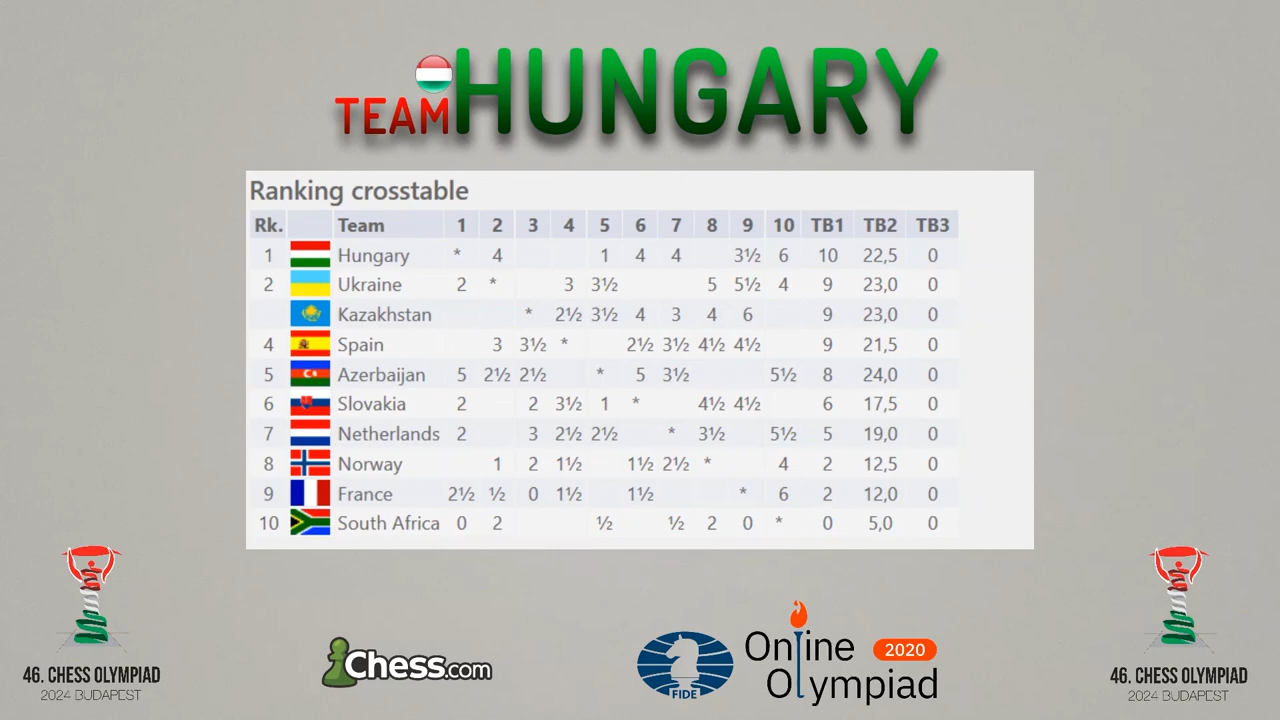 TEAM HUNGARY
Ranking crosstable
Rk. Team 1 2 3 4 5 6 7 8 9 10 TB1 TB2 TB3
1 Hungary * 4 1 4 4 3½ 6 10 22,5 0
2 Ukraine 2 * 3 3½ 5 5½ 4 9 23,0 0
Kazakhstan * 2½ 3½ 4 3 4 6 9 23,0 0
4 Spain 3 3½ * 2½ 3½ 4½ 4½ 9 21,5 0
5 Azerbaijan 5 2½ 2½ * 5 3½ 5½ 8 24,0 0
6 Slovakia 2 2 3½ 1 * 4½ 4½ 6 17,5 0
7 Netherlands 2 3 2½ 2½ * 3½ 5½ 5 19,0 0
8 Norway 1 2 1½ 1½ 2½ * 4 2 12,5 0
9 France 2½ ½ 0 1½ 1½ * 6 2 12,0 0
10 South Africa 0 2 ½ ½ 2 0 * 0 5,0 0
46. CHESS OLYMPIAD
2024 BUDAPEST
Chess.com
FIDE
Online 2020
Olympiad
46. CHESS OLYMPIAD
2024 BUDAPEST